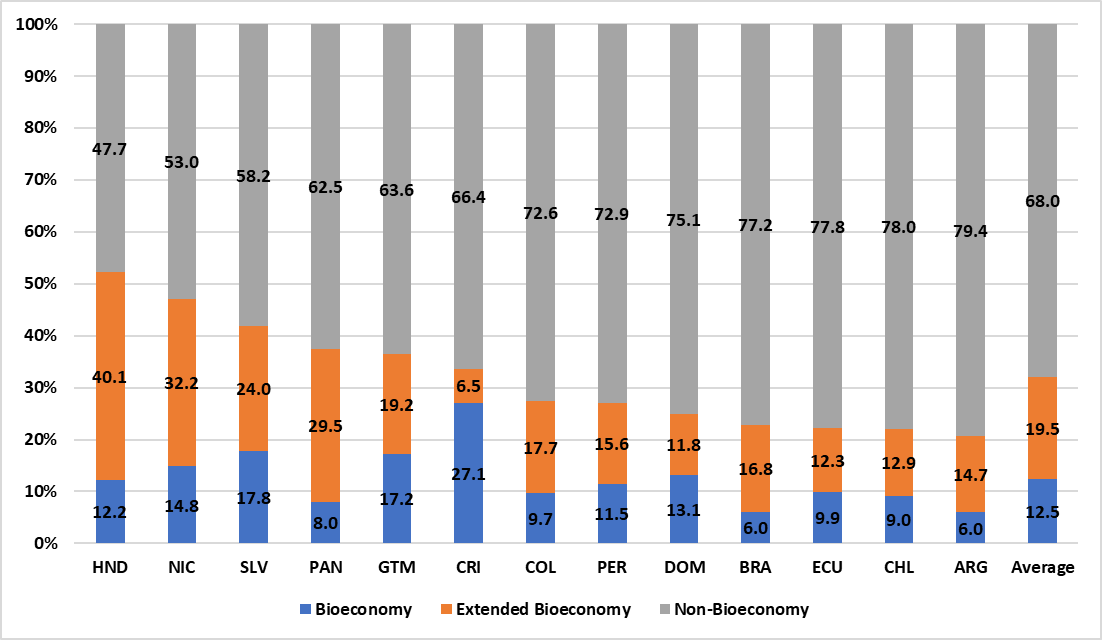 100%
90%
80%
70%
60%
50%
40%
30%
20%
10%
0%
47.7 53.0 58.2 62.5 63.6 66.4 72.6 72.9 75.1 77.2 77.8 78.0 79.4 68.0
40.1 32.2 24.0 29.5 19.2 6.5 17.7 15.6 11.8 16.8 12.3 12.9 14.7 19.5
12.2 14.8 17.8 8.0 17.2 27.1 9.7 11.5 13.1 6.0 9.9 9.0 6.0 12.5
HND NIC SLV PAN GTM CRI COL PER DOM BRA ECU CHL ARG Average
Bioeconomy Extended Bioeconomy Non-Bioeconomy